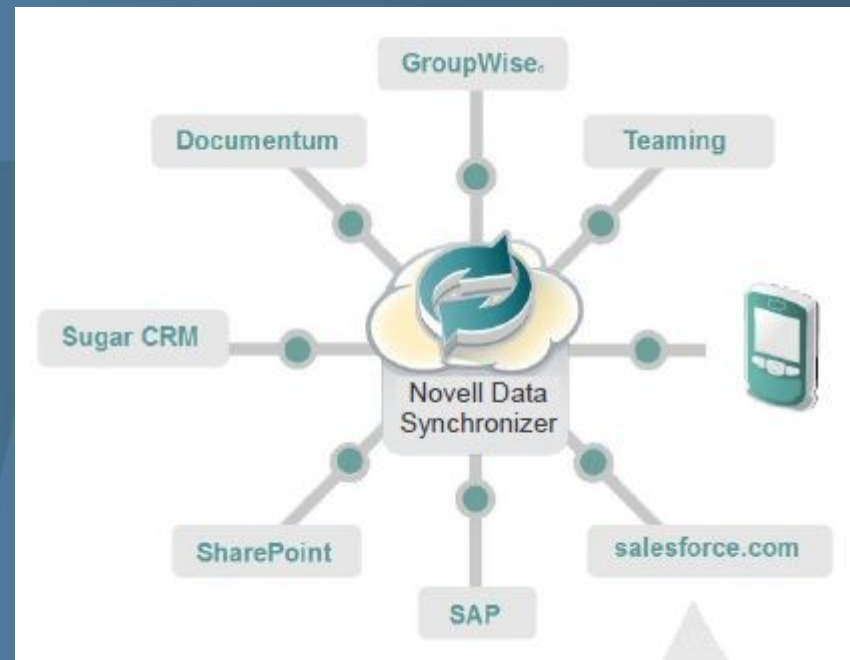 GroupWise®
Documentum
Teaming
Sugar CRM
Novell Data
Synchronizer
SharePoint
salesforce.com
SAP